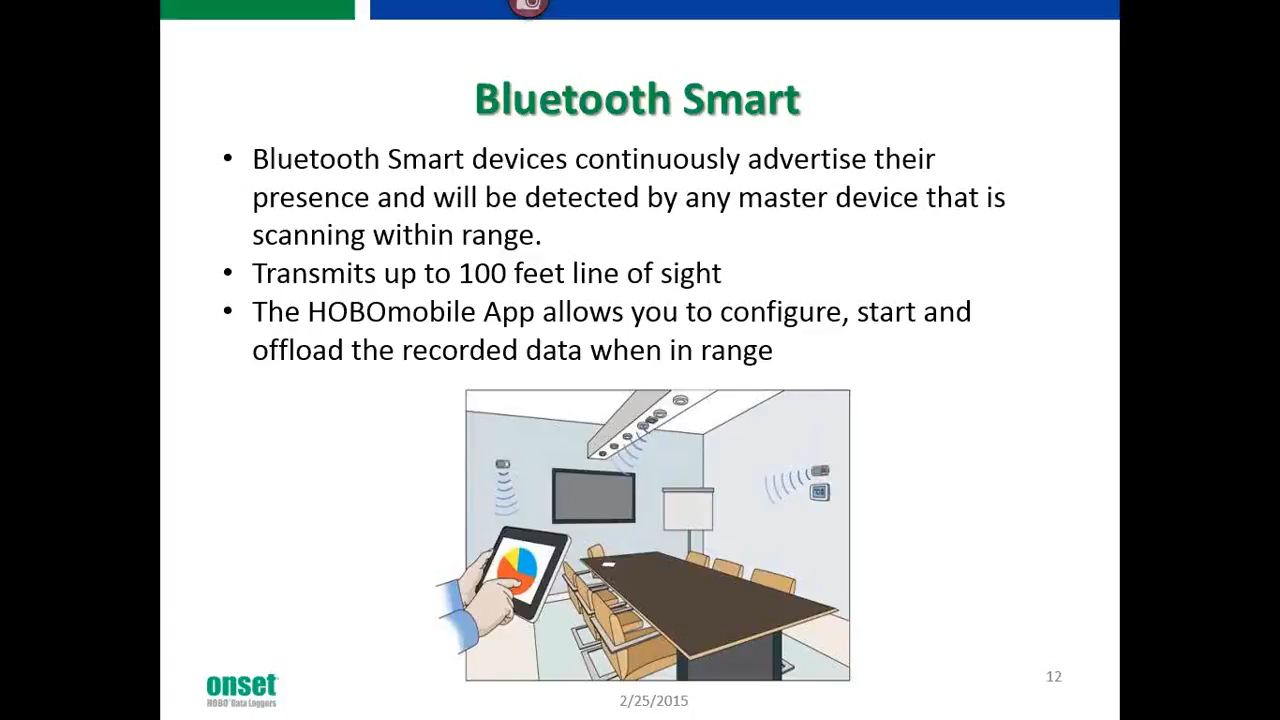 Bluetooth Smart
• Bluetooth Smart devices continuously advertise their
presence and will be detected by any master device that is
scanning within range.
• Transmits up to 100 feet line of sight
• The HOBOmobile App allows you to configure, start and
offload the recorded data when in range
onset
HOBO® Data Loggers
2/25/2015
12